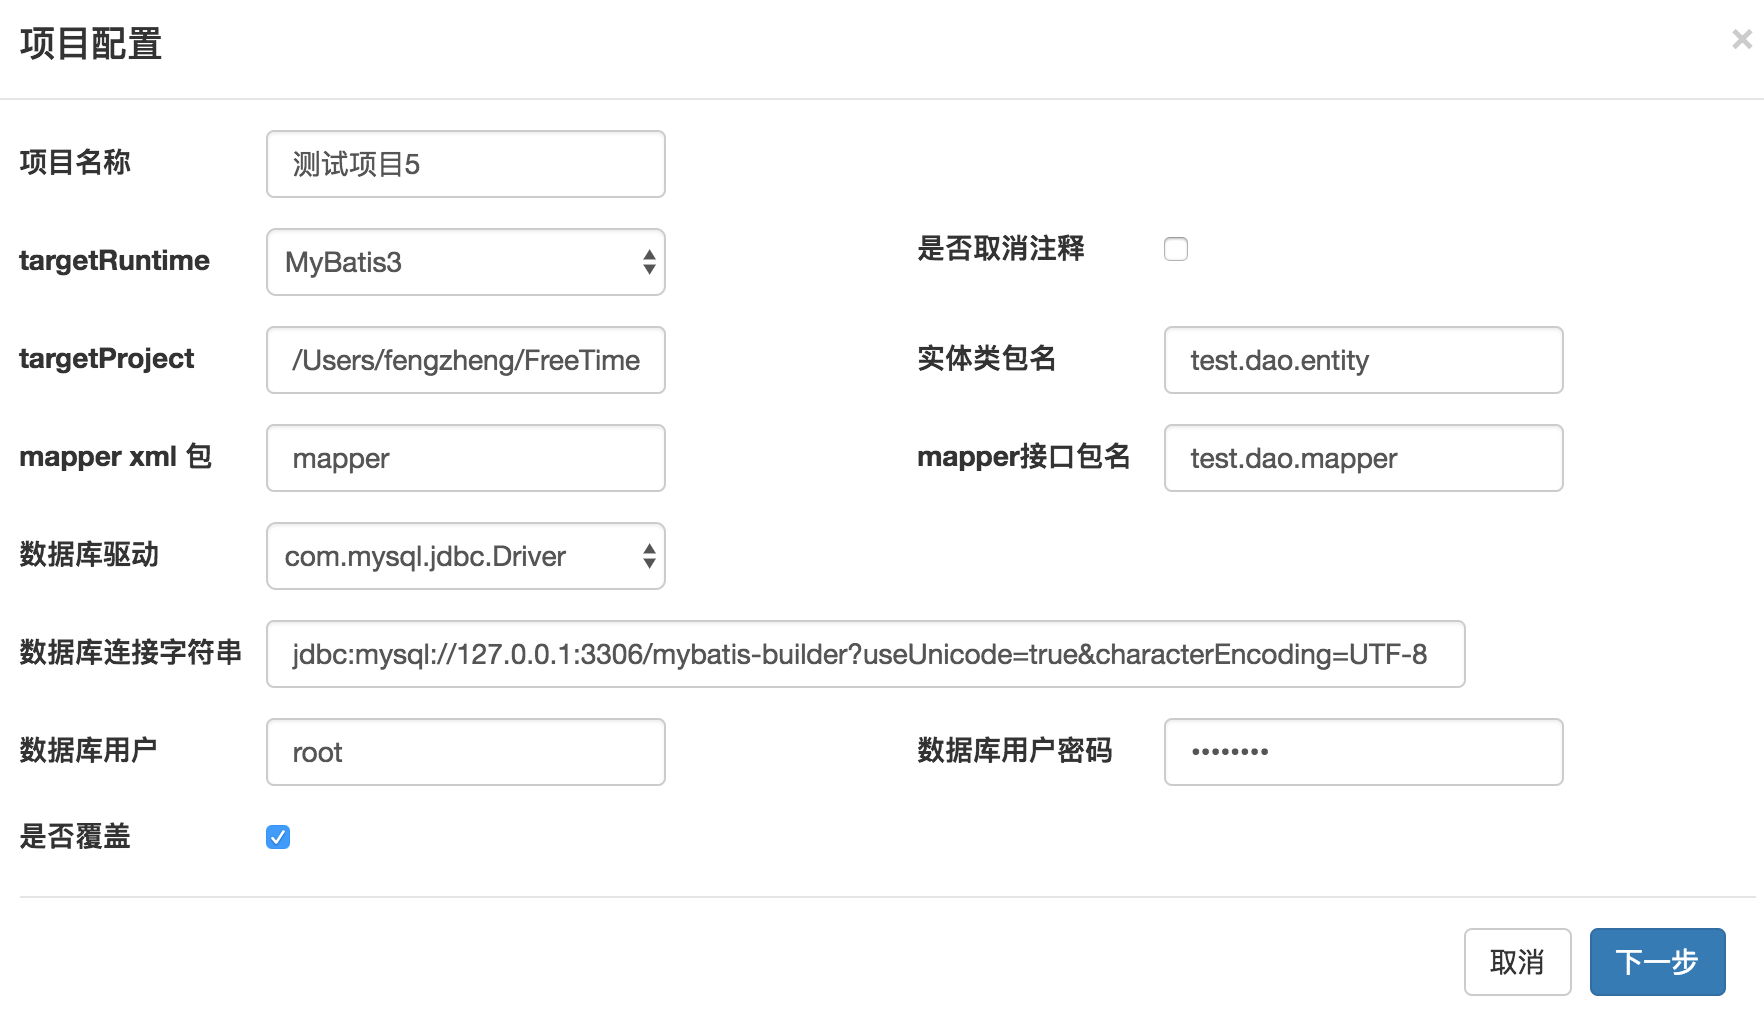 项目配置
×
项目名称 测试项目5
targetRuntime MyBatis3 是否取消注释
targetProject /Users/fengzheng/FreeTime 实体类包名 test.dao.entity
mapper xml 包 mapper mapper接口包名 test.dao.mapper
数据库驱动 com.mysql.jdbc.Driver
数据库连接字符串 jdbc:mysql://127.0.0.1:3306/mybatis-builder?useUnicode=true&characterEncoding=UTF-8
数据库用户 root 数据库用户密码 ••••••••
是否覆盖
取消 下一步